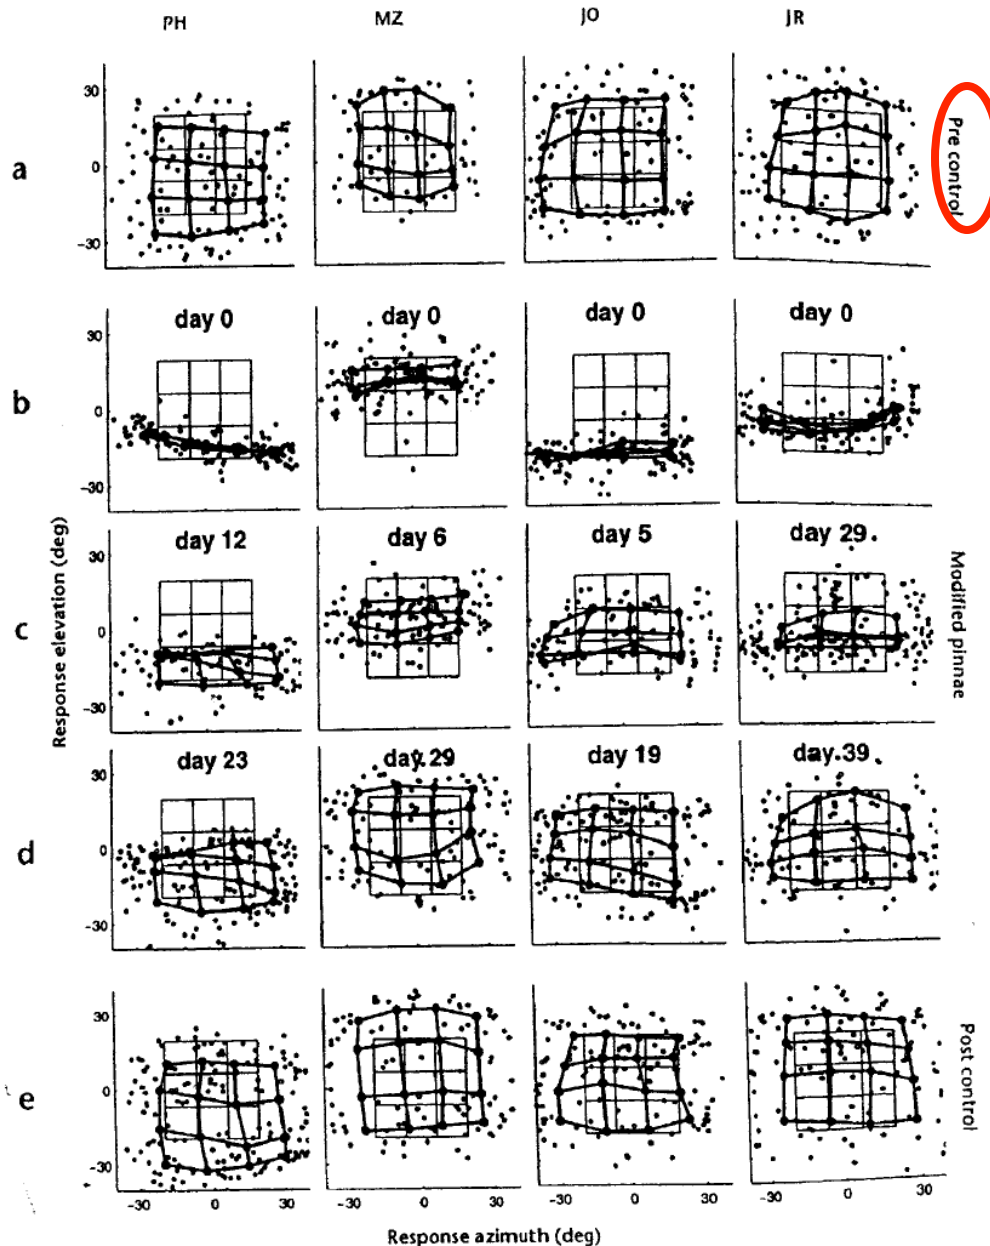 PH MZ JO JR
a
30
0
-30
Pre control
b
day 0 day 0 day 0 day 0
30
0
-30
c
day 12 day 6 day 5 day 29
30
0
-30
Response elevation (deg)
Modified pinnae
d
day 23 day 29 day 19 day 39
30
0
-30
e
30
0
-30
Post control
-30 0 30 -30 0 30 -30 0 30 -30 0 30
Response azimuth (deg)